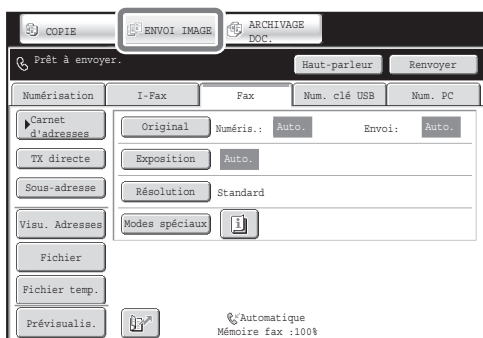 COPIE
ENVOI IMAGE
ARCHIVAGE
DOC.
Prêt à envoyer.
Haut-parleur
Renvoyer
Numérisation
I-Fax
Fax
Num. clé USB
Num. PC
Carnet
d'adresses
Original
Numéris.:
Auto.
Envoi:
Auto.
TX directe
Exposition
Auto.
Sous-adresse
Résolution
Standard
Visu. Adresses
Modes spéciaux
Fichier
Fichier temp.
Prévisualis.
Automatique
Mémoire fax :100%